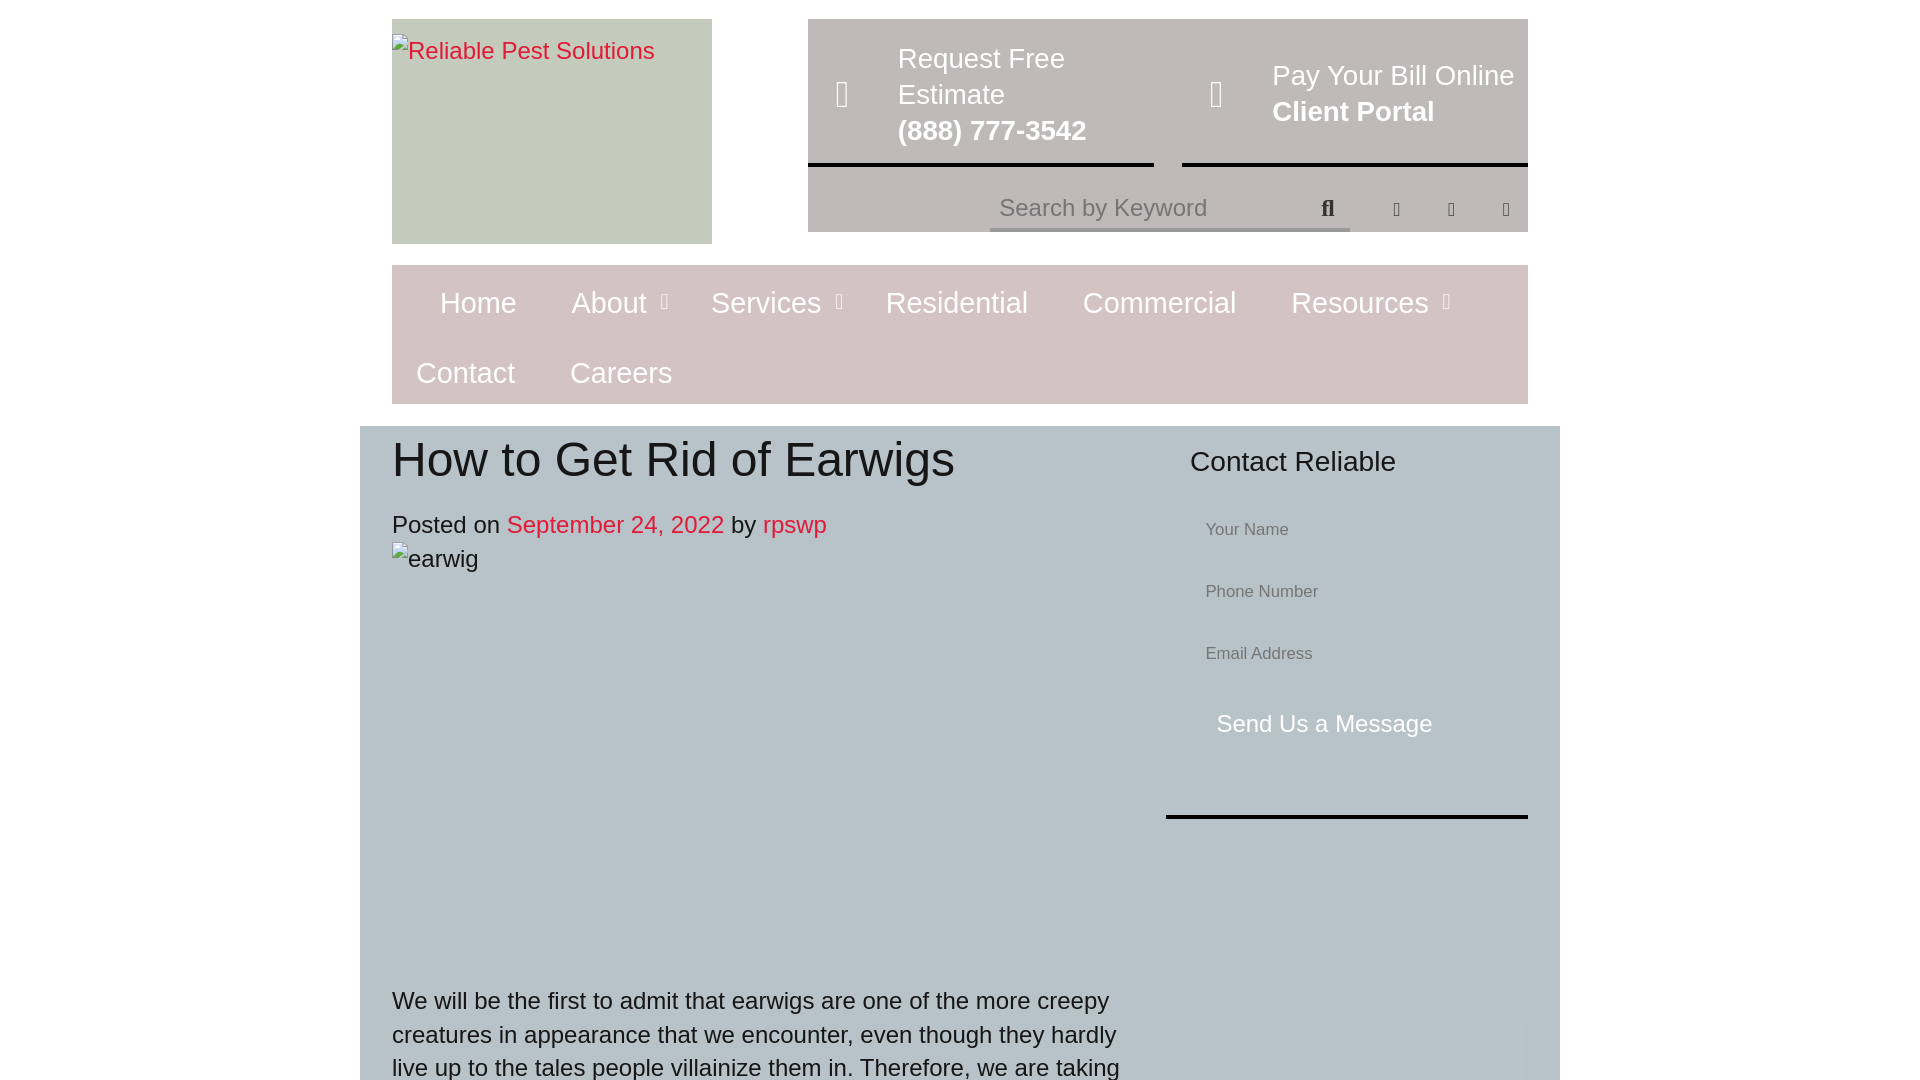 Reliable Pest Solutions
Request Free
Estimate
(888) 777-3542
Pay Your Bill Online
Client Portal
Search by Keyword
Home About Services Residential Commercial Resources
Contact Careers
How to Get Rid of Earwigs
Posted on September 24, 2022 by rpswp
earwig
Contact Reliable
Your Name
Phone Number
Email Address
Send Us a Message
We will be the first to admit that earwigs are one of the more creepy
creatures in appearance that we encounter, even though they hardly
live up to the tales people villainize them in. Therefore, we are taking